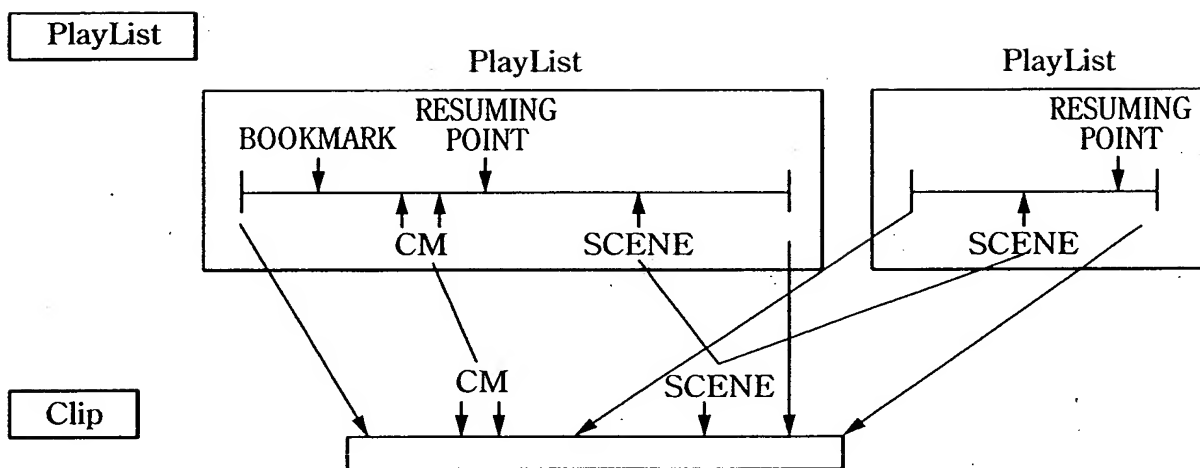 PlayList
PlayList
PlayList
BOOKMARK
RESUMING
POINT
RESUMING
POINT
CM
SCENE
SCENE
CM
SCENE
Clip